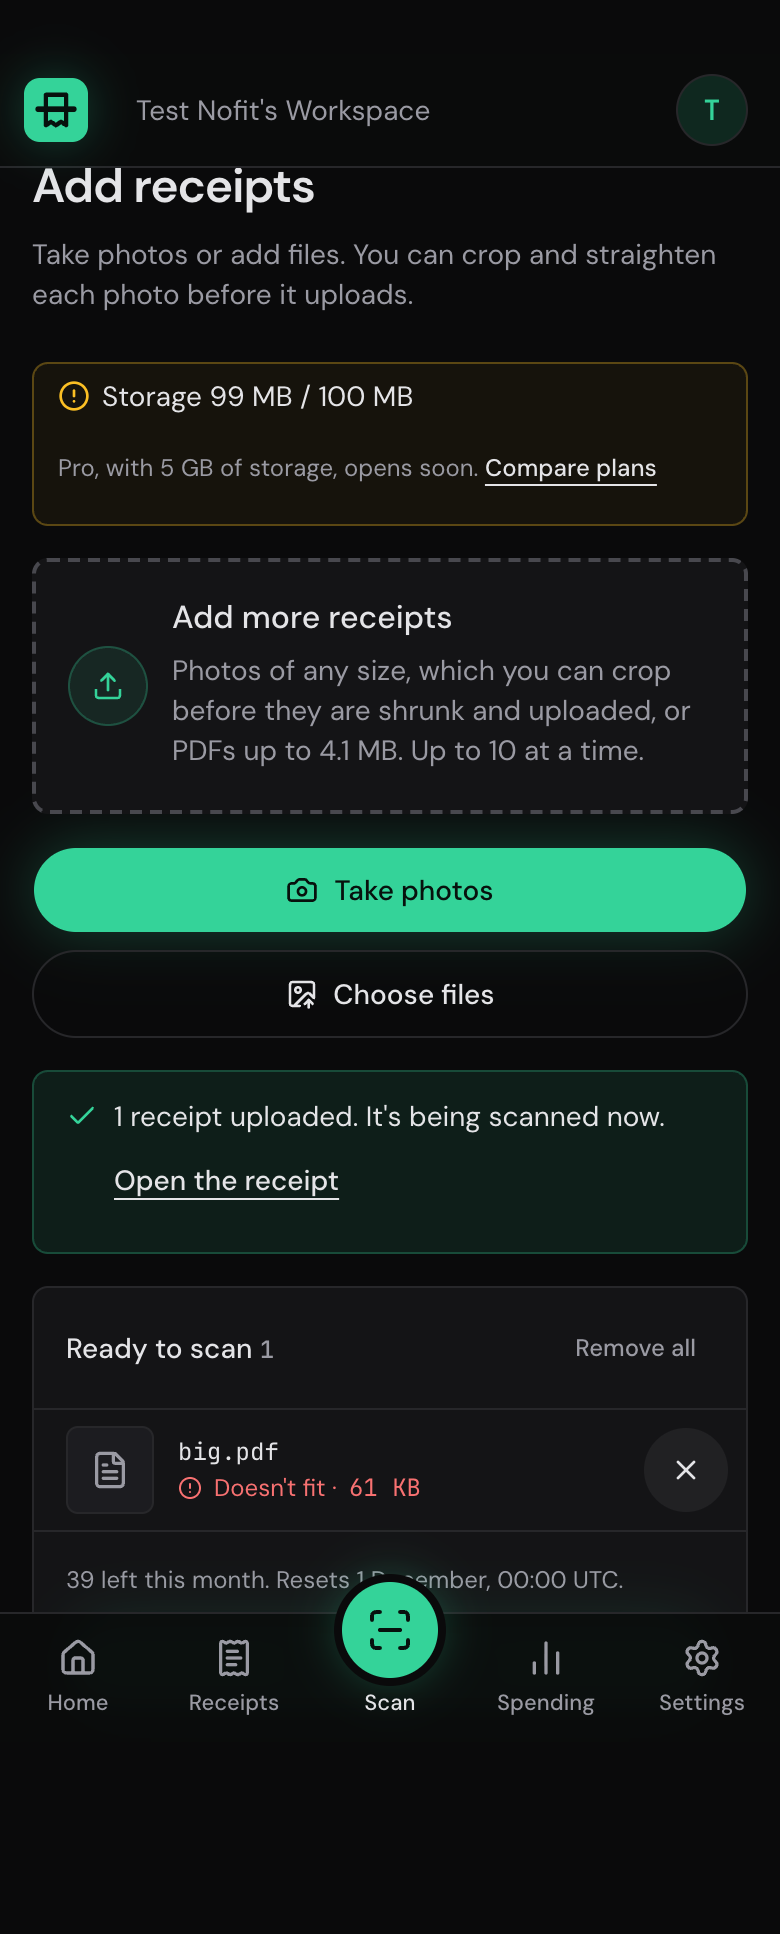 Test Nofit's Workspace
T
Add receipts
Take photos or add files. You can crop and straighten
each photo before it uploads.
Storage 99 MB / 100 MB
Pro, with 5 GB of storage, opens soon. Compare plans
Add more receipts
Photos of any size, which you can crop
before they are shrunk and uploaded, or
PDFs up to 4.1 MB. Up to 10 at a time.
Take photos
Choose files
1 receipt uploaded. It's being scanned now.
Open the receipt
Ready to scan 1
Remove all
big.pdf
Doesn't fit · 61 KB
39 left this month. Resets 1 December, 00:00 UTC.
Home
Receipts
Scan
Spending
Settings